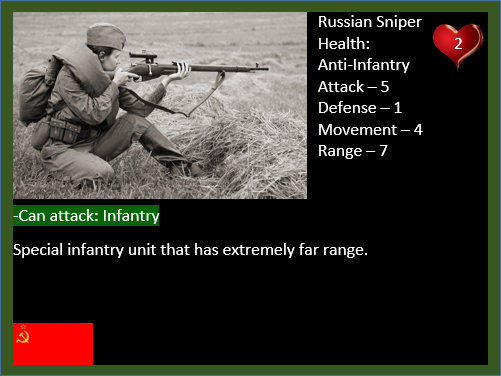 Russian Sniper
Health:
2
Anti-Infantry
Attack – 5
Defense – 1
Movement – 4
Range – 7
-Can attack: Infantry
Special infantry unit that has extremely far range.